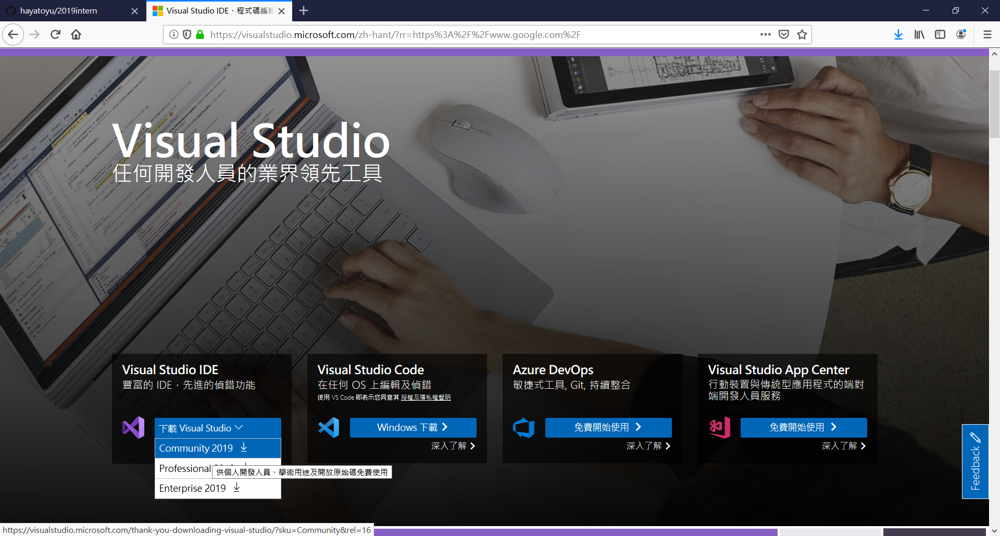 hayatoyu/2019intern
Visual Studio IDE、程式碼編輯
https://visualstudio.microsoft.com/zh-hant/?rr=https%3A%2F%2Fwww.google.com%2F
Visual Studio
任何開發人員的業界領先工具
Visual Studio IDE
豐富的 IDE，先進的偵錯功能
下載 Visual Studio
Community 2019
Professional
供個人開發人員、學術用途及開放原始碼免費使用
Enterprise 2019
Visual Studio Code
在任何 OS 上編輯及偵錯
使用 VS Code 即表示您同意其 授權及隱私權聲明
Windows 下載
深入了解
Azure DevOps
敏捷式工具, Git, 持續整合
免費開始使用
深入了解
Visual Studio App Center
行動裝置與傳統型應用程式的端對
端開發人員服務
免費開始使用
深入了解
Feedback
https://visualstudio.microsoft.com/thank-you-downloading-visual-studio/?sku=Community&rel=16